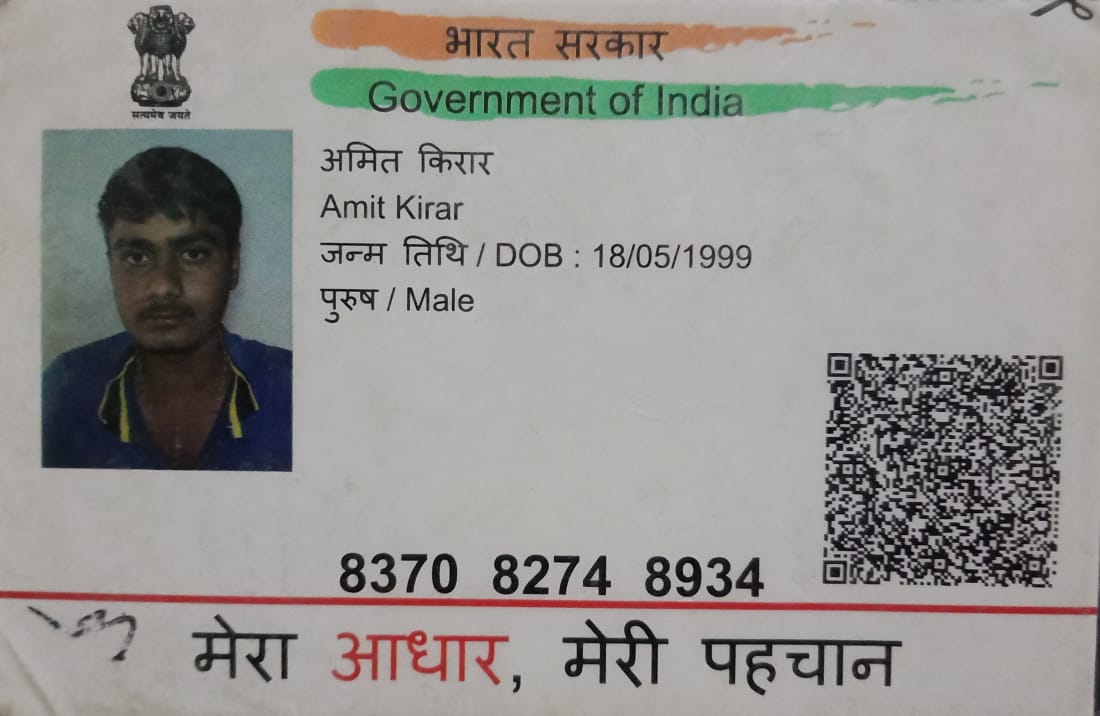 भारत सरकार
Government of India
सत्यमेव जयते
अमित किरार
Amit Kirar
जन्म तिथि / DOB : 18/05/1999
पुरुष / Male
8370 8274 8934
मेरा आधार, मेरी पहचान